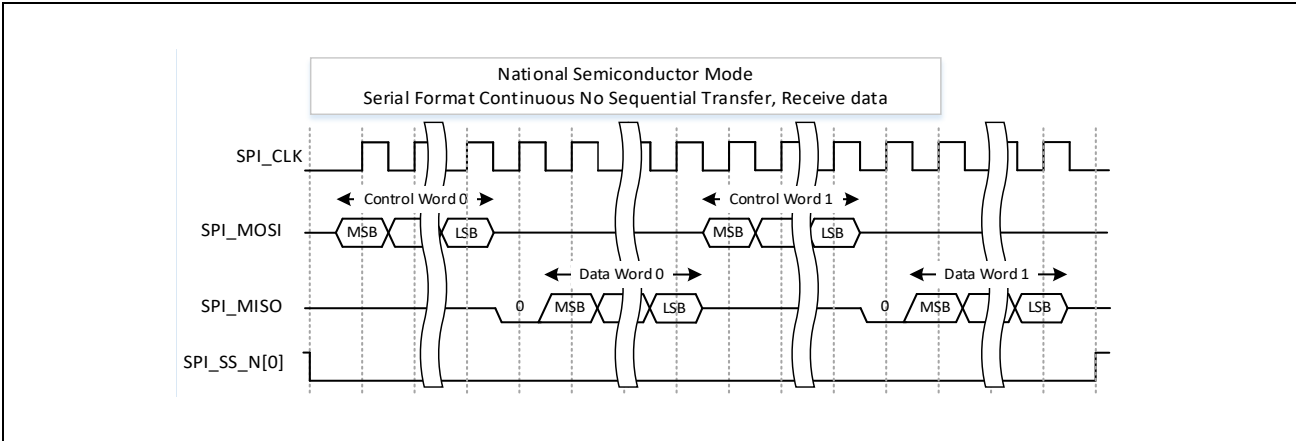 National Semiconductor Mode
Serial Format Continuous No Sequential Transfer, Receive data
SPI_CLK
Control Word 0
Control Word 1
SPI_MOSI
MSB
LSB
MSB
LSB
Data Word 0
Data Word 1
SPI_MISO
0
MSB
LSB
0
MSB
LSB
SPI_SS_N[0]